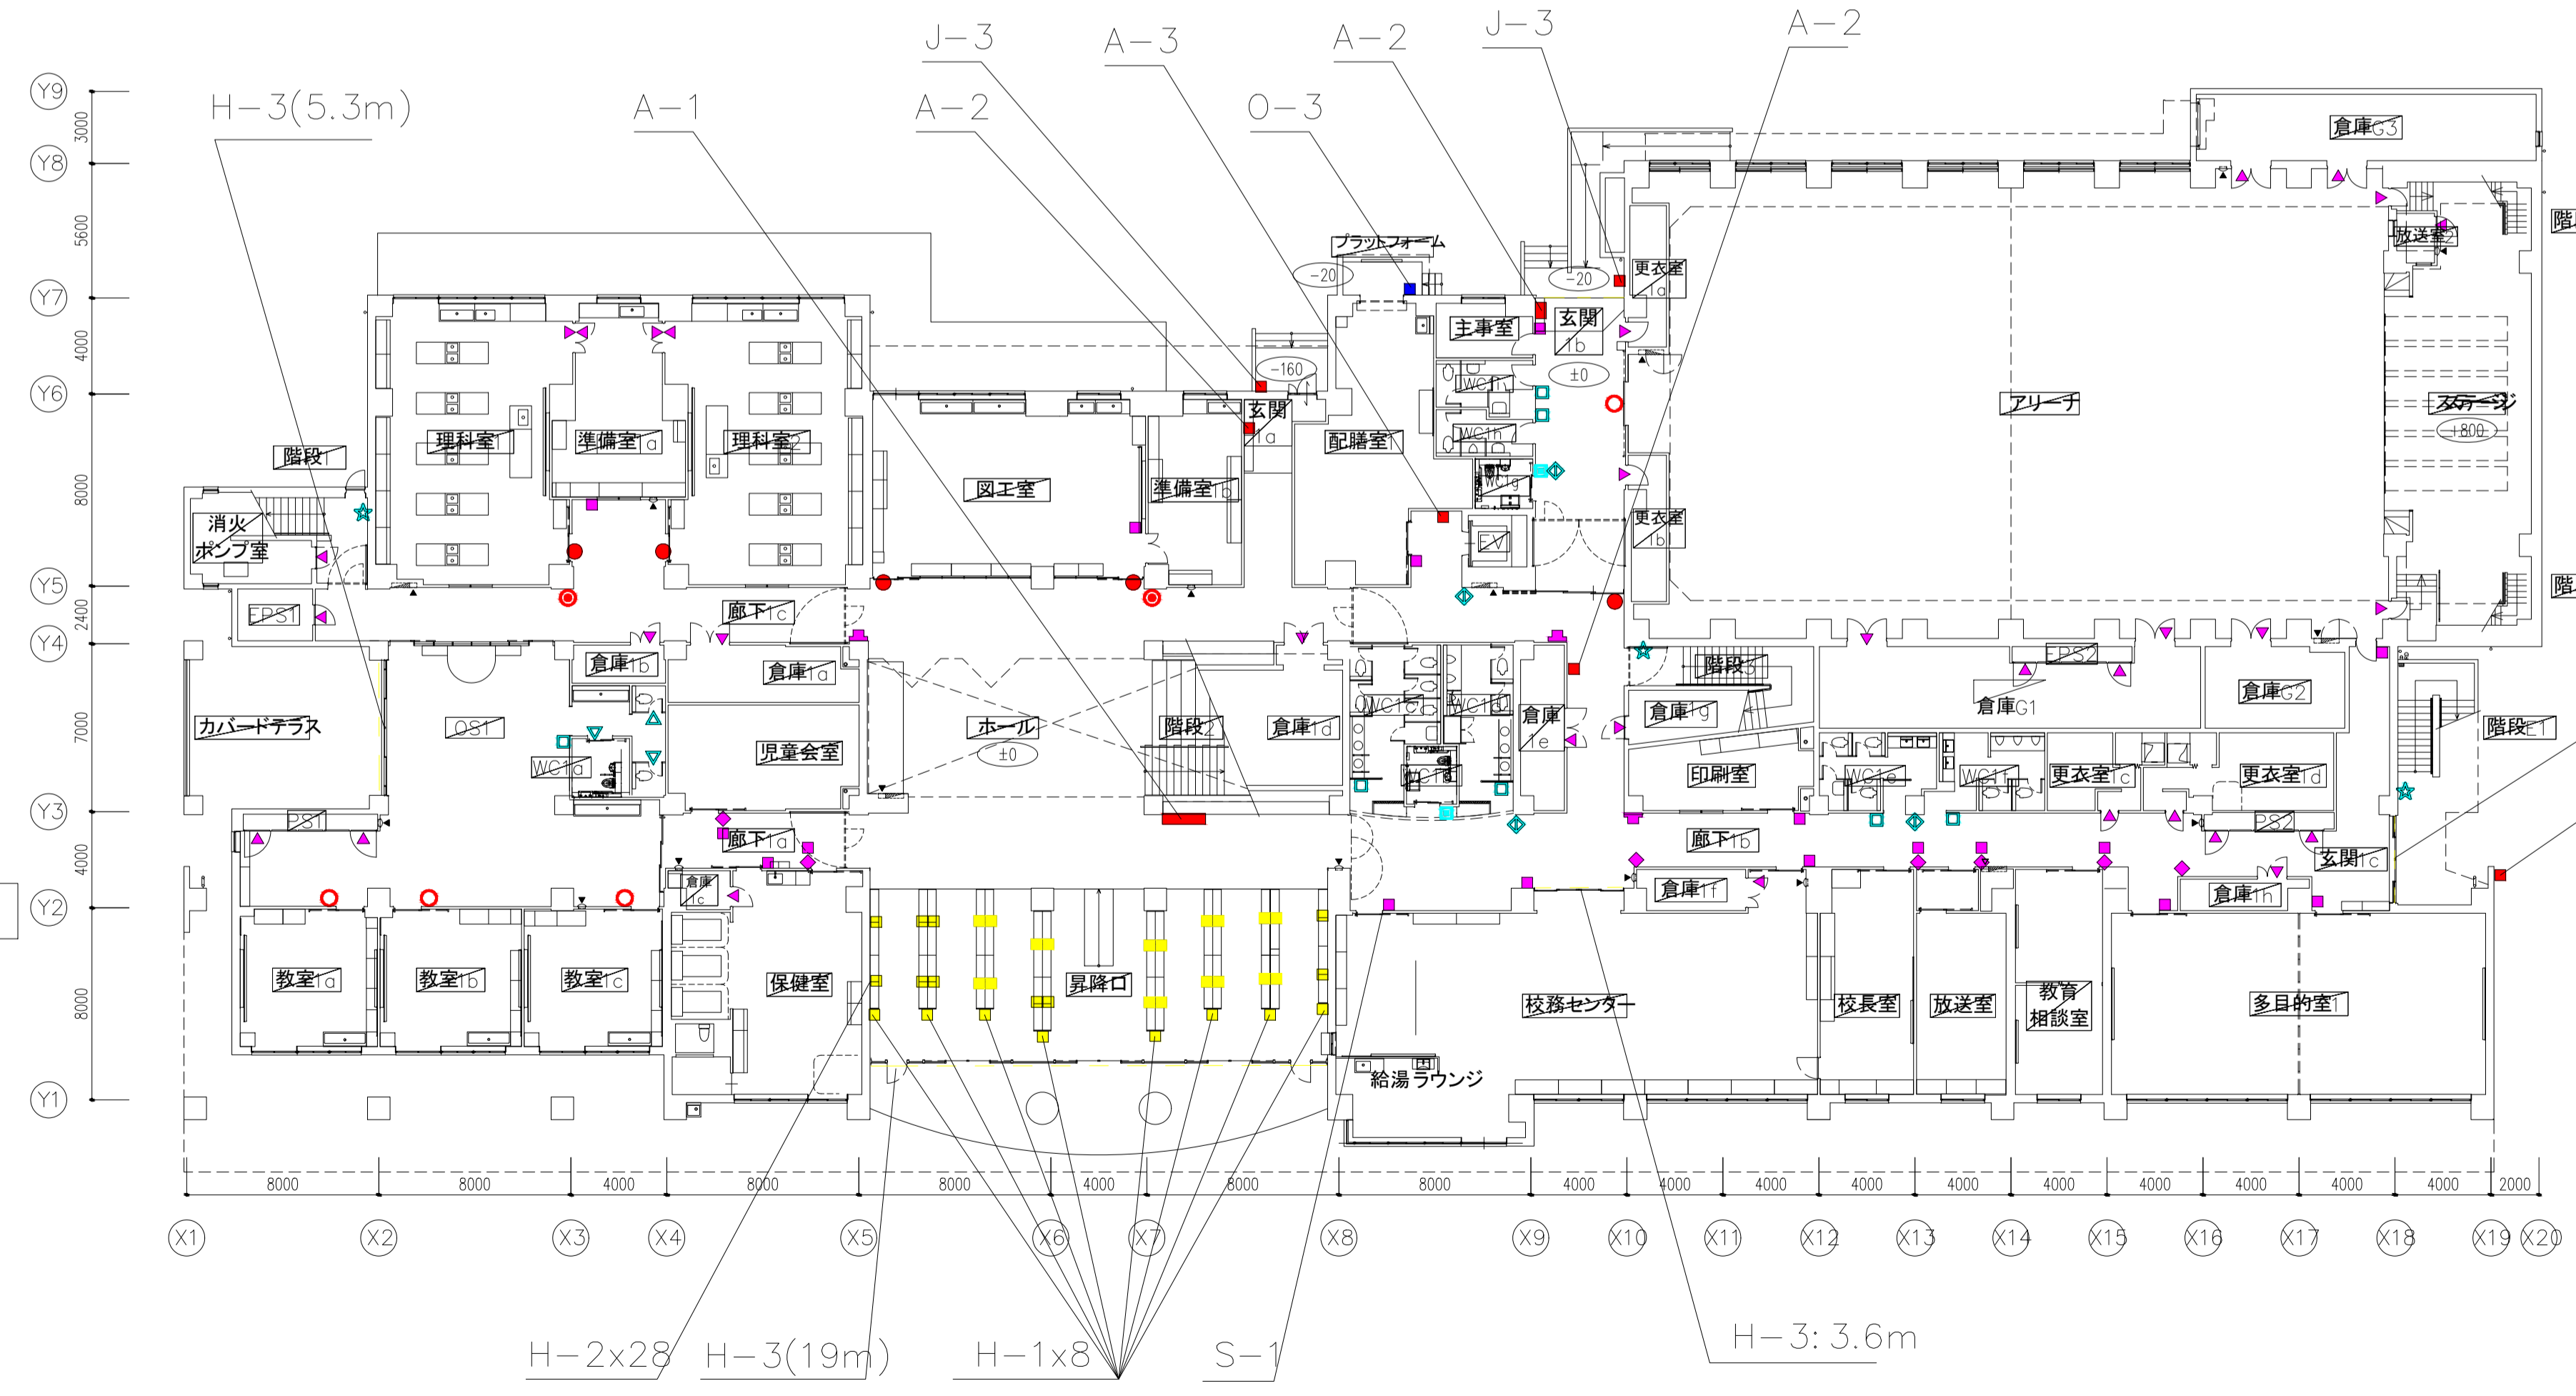 J-3
A-3
A-2
J-3
A-2
H-3(5.3m)
A-1
A-2
O-3
Y9
3000
Y8
5600
Y7
4000
Y6
8000
Y5
2400
Y4
7000
Y3
4000
Y2
8000
Y1
倉庫G3
階
放送室2
プラットフォーム
-20
-20
更衣室
1a
主事室
玄関
1b
±0
-160
玄関
1a
WC1i
WC1h
WC1g
アリーナ
ステージ
+800
理科室1
準備室1a
理科室2
配膳室1
階段1
図工室
準備室1b
消火
ポンプ室
更衣室
1b
EV
階
EPS1
廊下1c
倉庫1b
倉庫1a
階段3
EPS2
カバードテラス
OS1
ホール
±0
階段2
倉庫1d
WC1c
WC1d
倉庫
1e
倉庫1g
倉庫G1
倉庫G2
階段E1
WC1a
児童会室
印刷室
WC1e
WC1f
更衣室1c
更衣室1d
PS1
PS2
廊下1a
廊下1b
玄関1c
倉庫
1c
倉庫1f
倉庫1h
教室1a
教室1b
教室1c
保健室
昇降口
校務センター
校長室
放送室
教育
相談室
多目的室1
給湯ラウンジ
8000
8000
4000
8000
8000
4000
8000
8000
4000
4000
4000
4000
4000
4000
4000
4000
4000
4000
2000
X1
X2
X3
X4
X5
X6
X7
X8
X9
X10
X11
X12
X13
X14
X15
X16
X17
X18
X19
X20
H-2x28
H-3(19m)
H-1x8
S-1
H-3:3.6m